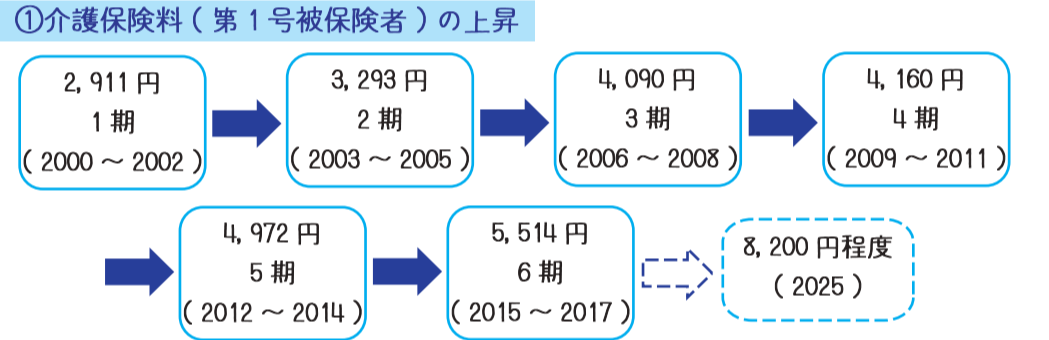 ①介護保険料(第1号被保険者)の上昇
2,911円
1期
(2000～2002)
3,293円
2期
(2003～2005)
4,090円
3期
(2006～2008)
4,160円
4期
(2009～2011)
4,972円
5期
(2012～2014)
5,514円
6期
(2015～2017)
8,200円程度
(2025)